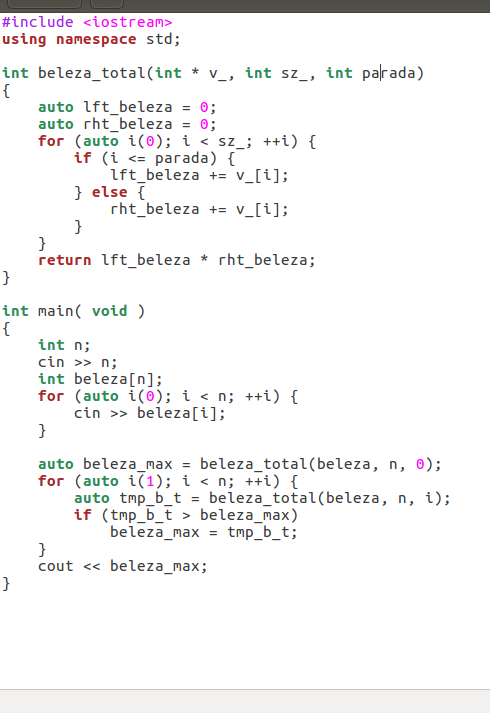 #include <iostream>
using namespace std;

int beleza_total(int * v_, int sz_, int parada)
{
    auto lft_beleza = 0;
    auto rht_beleza = 0;
    for (auto i(0); i < sz_; ++i) {
        if (i <= parada) {
            lft_beleza += v_[i];
        } else {
            rht_beleza += v_[i];
        }
    }
    return lft_beleza * rht_beleza;
}

int main( void )
{
    int n;
    cin >> n;
    int beleza[n];
    for (auto i(0); i < n; ++i) {
        cin >> beleza[i];
    }

    auto beleza_max = beleza_total(beleza, n, 0);
    for (auto i(1); i < n; ++i) {
        auto tmp_b_t = beleza_total(beleza, n, i);
        if (tmp_b_t > beleza_max)
            beleza_max = tmp_b_t;
    }
    cout << beleza_max;
}